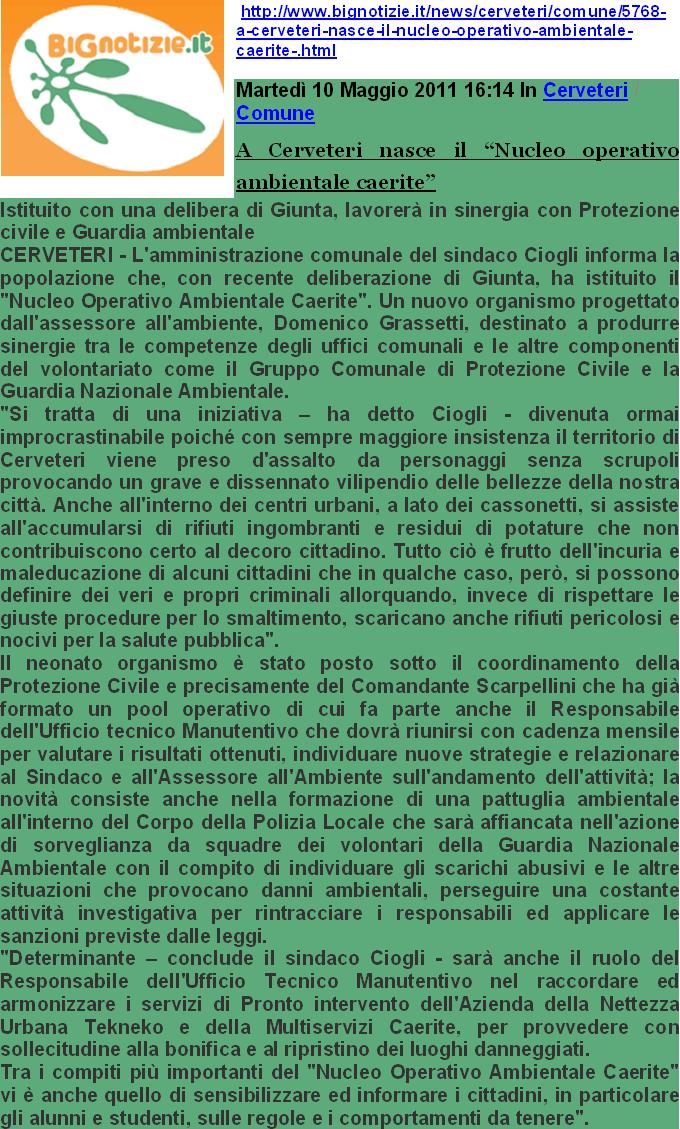 BIGnotizie.it
http://www.bignotizie.it/news/cerveteri/comune/5768-
a-cerveteri-nasce-il-nucleo-operativo-ambientale-
caerite-.html
Martedì 10 Maggio 2011 16:14 In Cerveteri /
Comune
A Cerveteri nasce il “Nucleo operativo
ambientale caerite”
Istituito con una delibera di Giunta, lavorerà in sinergia con Protezione
civile e Guardia ambientale
CERVETERI - L'amministrazione comunale del sindaco Ciogli informa la
popolazione che, con recente deliberazione di Giunta, ha istituito il
"Nucleo Operativo Ambientale Caerite". Un nuovo organismo progettato
dall'assessore all'ambiente, Domenico Grassetti, destinato a produrre
sinergie tra le competenze degli uffici comunali e le altre componenti
del volontariato come il Gruppo Comunale di Protezione Civile e la
Guardia Nazionale Ambientale.
"Si tratta di una iniziativa – ha detto Ciogli - divenuta ormai
improcrastinabile poiché con sempre maggiore insistenza il territorio di
Cerveteri viene preso d'assalto da personaggi senza scrupoli
provocando un grave e dissennato vilipendio delle bellezze della nostra
città. Anche all'interno dei centri urbani, a lato dei cassonetti, si assiste
all'accumularsi di rifiuti ingombranti e residui di potature che non
contribuiscono certo al decoro cittadino. Tutto ciò è frutto dell'incuria e
maleducazione di alcuni cittadini che in qualche caso, però, si possono
definire dei veri e propri criminali allorquando, invece di rispettare le
giuste procedure per lo smaltimento, scaricano anche rifiuti pericolosi e
nocivi per la salute pubblica".
Il neonato organismo è stato posto sotto il coordinamento della
Protezione Civile e precisamente del Comandante Scarpellini che ha già
formato un pool operativo di cui fa parte anche il Responsabile
dell'Ufficio tecnico Manutentivo che dovrà riunirsi con cadenza mensile
per valutare i risultati ottenuti, individuare nuove strategie e relazionare
al Sindaco e all'Assessore all'Ambiente sull'andamento dell'attività; la
novità consiste anche nella formazione di una pattuglia ambientale
all'interno del Corpo della Polizia Locale che sarà affiancata nell'azione
di sorveglianza da squadre dei volontari della Guardia Nazionale
Ambientale con il compito di individuare gli scarichi abusivi e le altre
situazioni che provocano danni ambientali, perseguire una costante
attività investigativa per rintracciare i responsabili ed applicare le
sanzioni previste dalle leggi.
"Determinante – conclude il sindaco Ciogli - sarà anche il ruolo del
Responsabile dell'Ufficio Tecnico Manutentivo nel raccordare ed
armonizzare i servizi di Pronto intervento dell'Azienda della Nettezza
Urbana Tekneko e della Multiservizi Caerite, per provvedere con
sollecitudine alla bonifica e al ripristino dei luoghi danneggiati.
Tra i compiti più importanti del "Nucleo Operativo Ambientale Caerite"
vi è anche quello di sensibilizzare ed informare i cittadini, in particolare
gli alunni e studenti, sulle regole e i comportamenti da tenere".